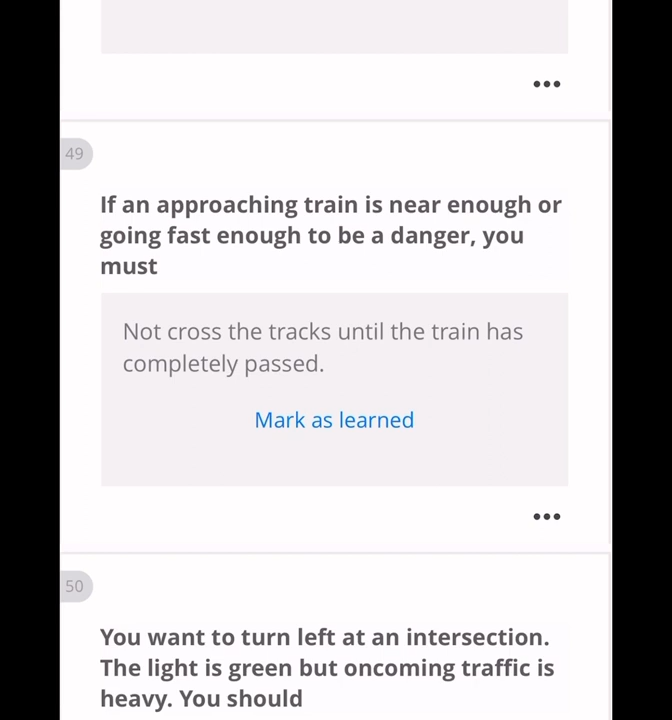 49
If an approaching train is near enough or
going fast enough to be a danger, you
must
Not cross the tracks until the train has
completely passed.
Mark as learned
50
You want to turn left at an intersection.
The light is green but oncoming traffic is
heavy. You should